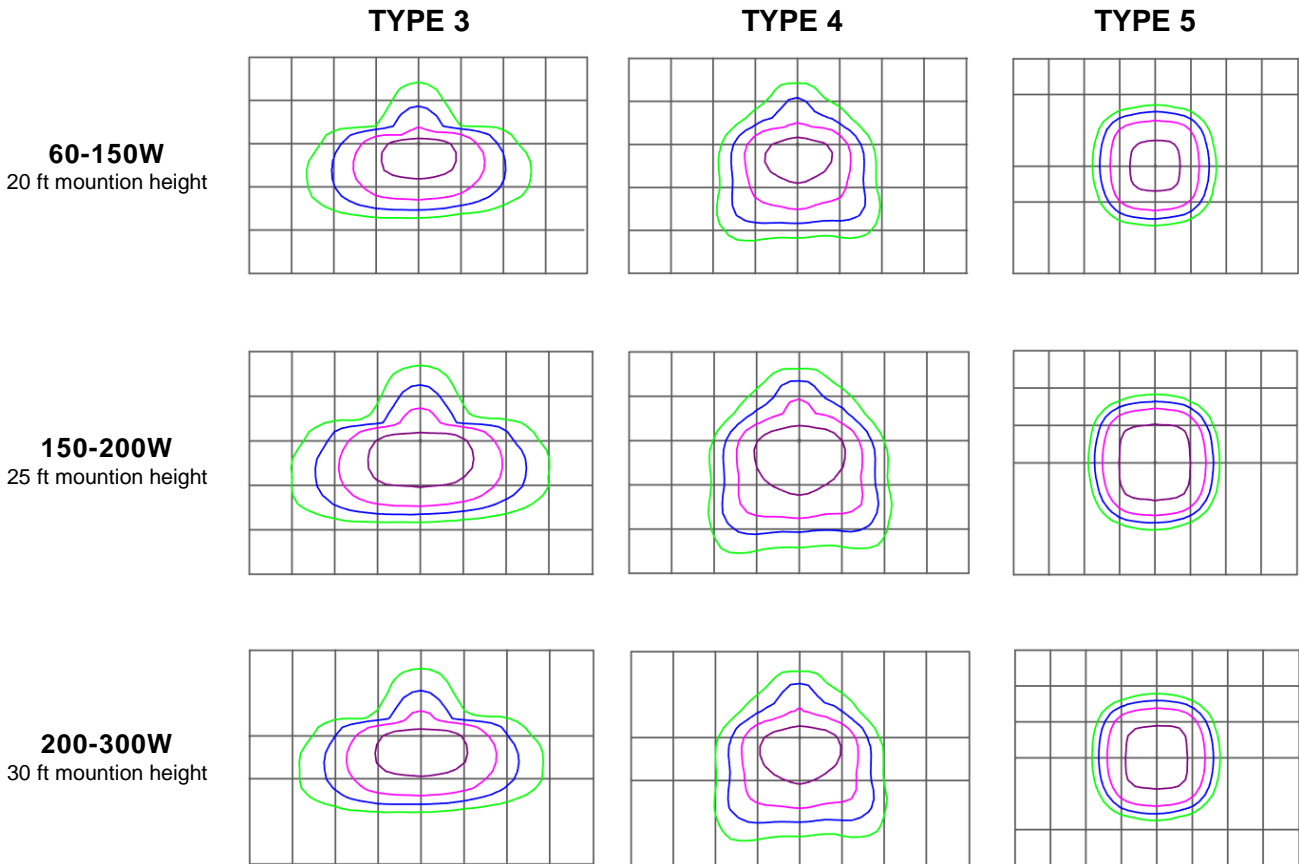 TYPE 3 TYPE 4 TYPE 5
60-150W
20 ft mountion height
150-200W
25 ft mountion height
200-300W
30 ft mountion height